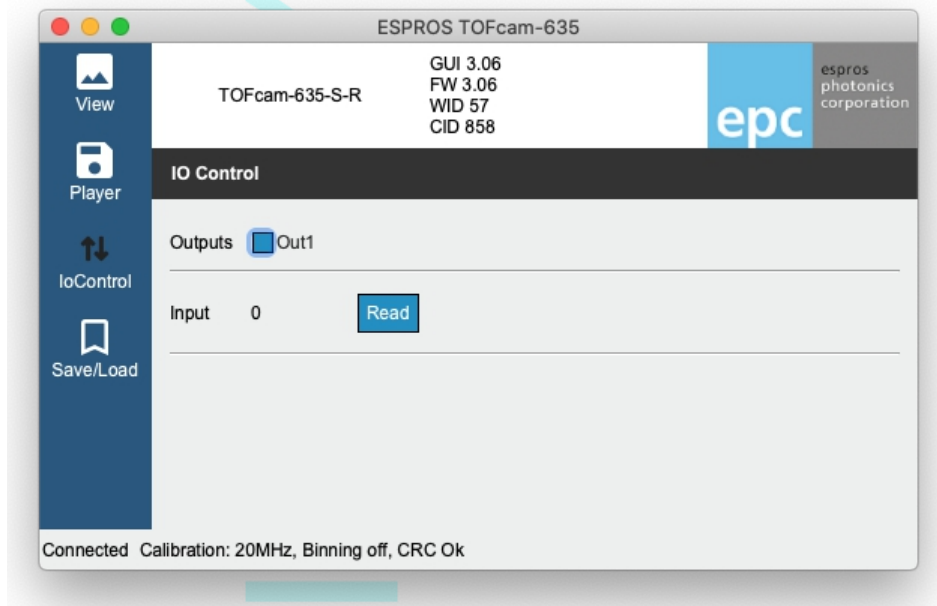 ESPROS TOFcam-635
View
Player
IoControl
Save/Load
TOFcam-635-S-R
GUI 3.06
FW 3.06
WID 57
CID 858
epc
espros
photonics
corporation
IO Control
Outputs Out1
Input 0 Read
Connected Calibration: 20MHz, Binning off, CRC Ok